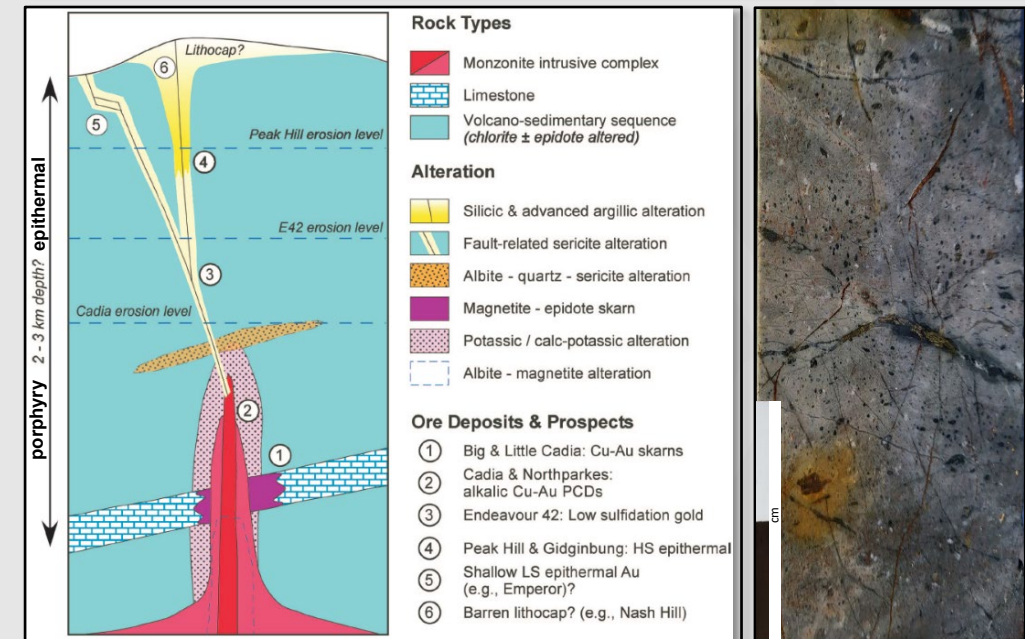 Lithocap?
6
5
Peak Hill erosion level
4
E42 erosion level
3
Cadia erosion level
2
1
porphyry 2 - 3 km depth? epithermal
Rock Types
Monzonite intrusive complex
Limestone
Volcano-sedimentary sequence
(chlorite ± epidote altered)
Alteration
Silicic & advanced argillic alteration
Fault-related sericite alteration
Albite - quartz - sericite alteration
Magnetite - epidote skarn
Potassic / calc-potassic alteration
Albite - magnetite alteration
Ore Deposits & Prospects
1 Big & Little Cadia: Cu-Au skarns
2 Cadia & Northparkes:
alkalic Cu-Au PCDs
3 Endeavour 42: Low sulfidation gold
4 Peak Hill & Gidginbung: HS epithermal
5 Shallow LS epithermal Au
(e.g., Emperor)?
6 Barren lithocap? (e.g., Nash Hill)
cm